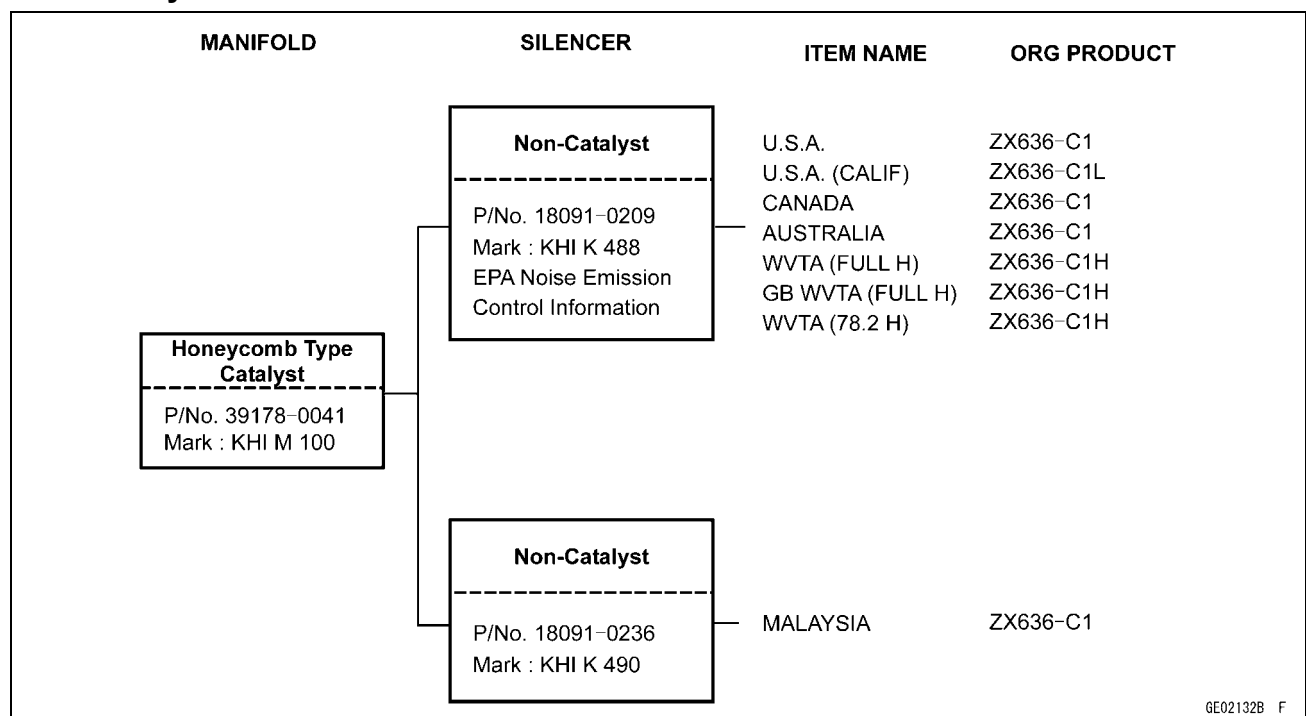 MANIFOLD SILENCER ITEM NAME ORG PRODUCT
Non-Catalyst
P/No. 18091-0209
Mark : KHI K 488
EPA Noise Emission
Control Information
U.S.A. ZX636-C1
U.S.A. (CALIF) ZX636-C1L
CANADA ZX636-C1
AUSTRALIA ZX636-C1
WVTA (FULL H) ZX636-C1H
GB WVTA (FULL H) ZX636-C1H
WVTA (78.2 H) ZX636-C1H
Honeycomb Type
Catalyst
P/No. 39178-0041
Mark : KHI M 100
Non-Catalyst
P/No. 18091-0236
Mark : KHI K 490
MALAYSIA ZX636-C1
GE02132B F